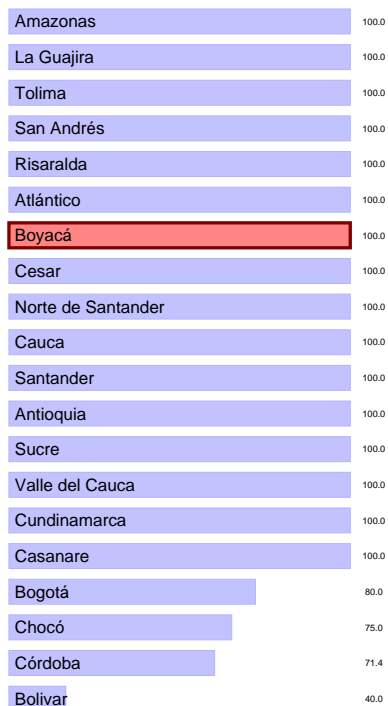 Amazonas 100.0
La Guajira 100.0
Tolima 100.0
San Andrés 100.0
Risaralda 100.0
Atlántico 100.0
Boyacá 100.0
Cesar 100.0
Norte de Santander 100.0
Cauca 100.0
Santander 100.0
Antioquia 100.0
Sucre 100.0
Valle del Cauca 100.0
Cundinamarca 100.0
Casanare 100.0
Bogotá 80.0
Chocó 75.0
Córdoba 71.4
Bolivar 40.0